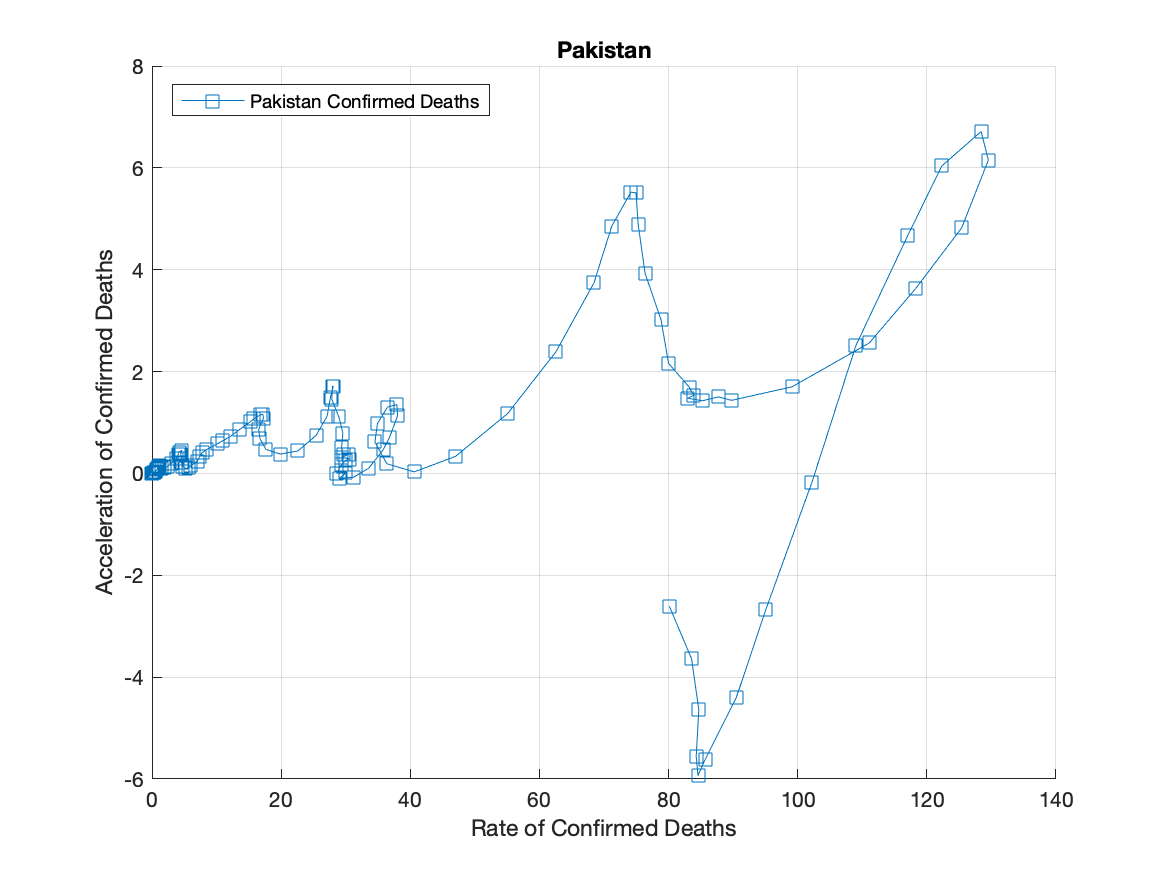 Pakistan
Pakistan Confirmed Deaths
8
6
4
2
0
-2
-4
-6
Acceleration of Confirmed Deaths
0 20 40 60 80 100 120 140
Rate of Confirmed Deaths